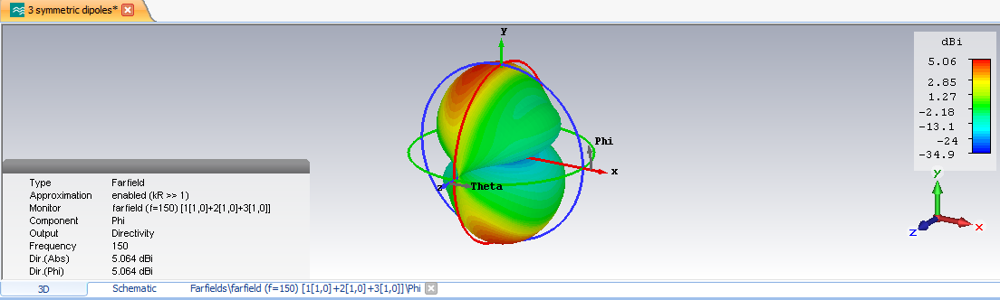 3 symmetric dipoles*
y
dBi
5.06
2.85
1.27
-2.18
-13.1
-24
-34.9
Phi
x
z
Theta
y
x
z
Type Farfield
Approximation enabled (kR >> 1)
Monitor farfield (f=150) [1[1,0]+2[1,0]+3[1,0]]
Component Phi
Output Directivity
Frequency 150
Dir.(Abs) 5.064 dBi
Dir.(Phi) 5.064 dBi
3D Schematic Farfields\farfield (f=150) [1[1,0]+2[1,0]+3[1,0]]\Phi